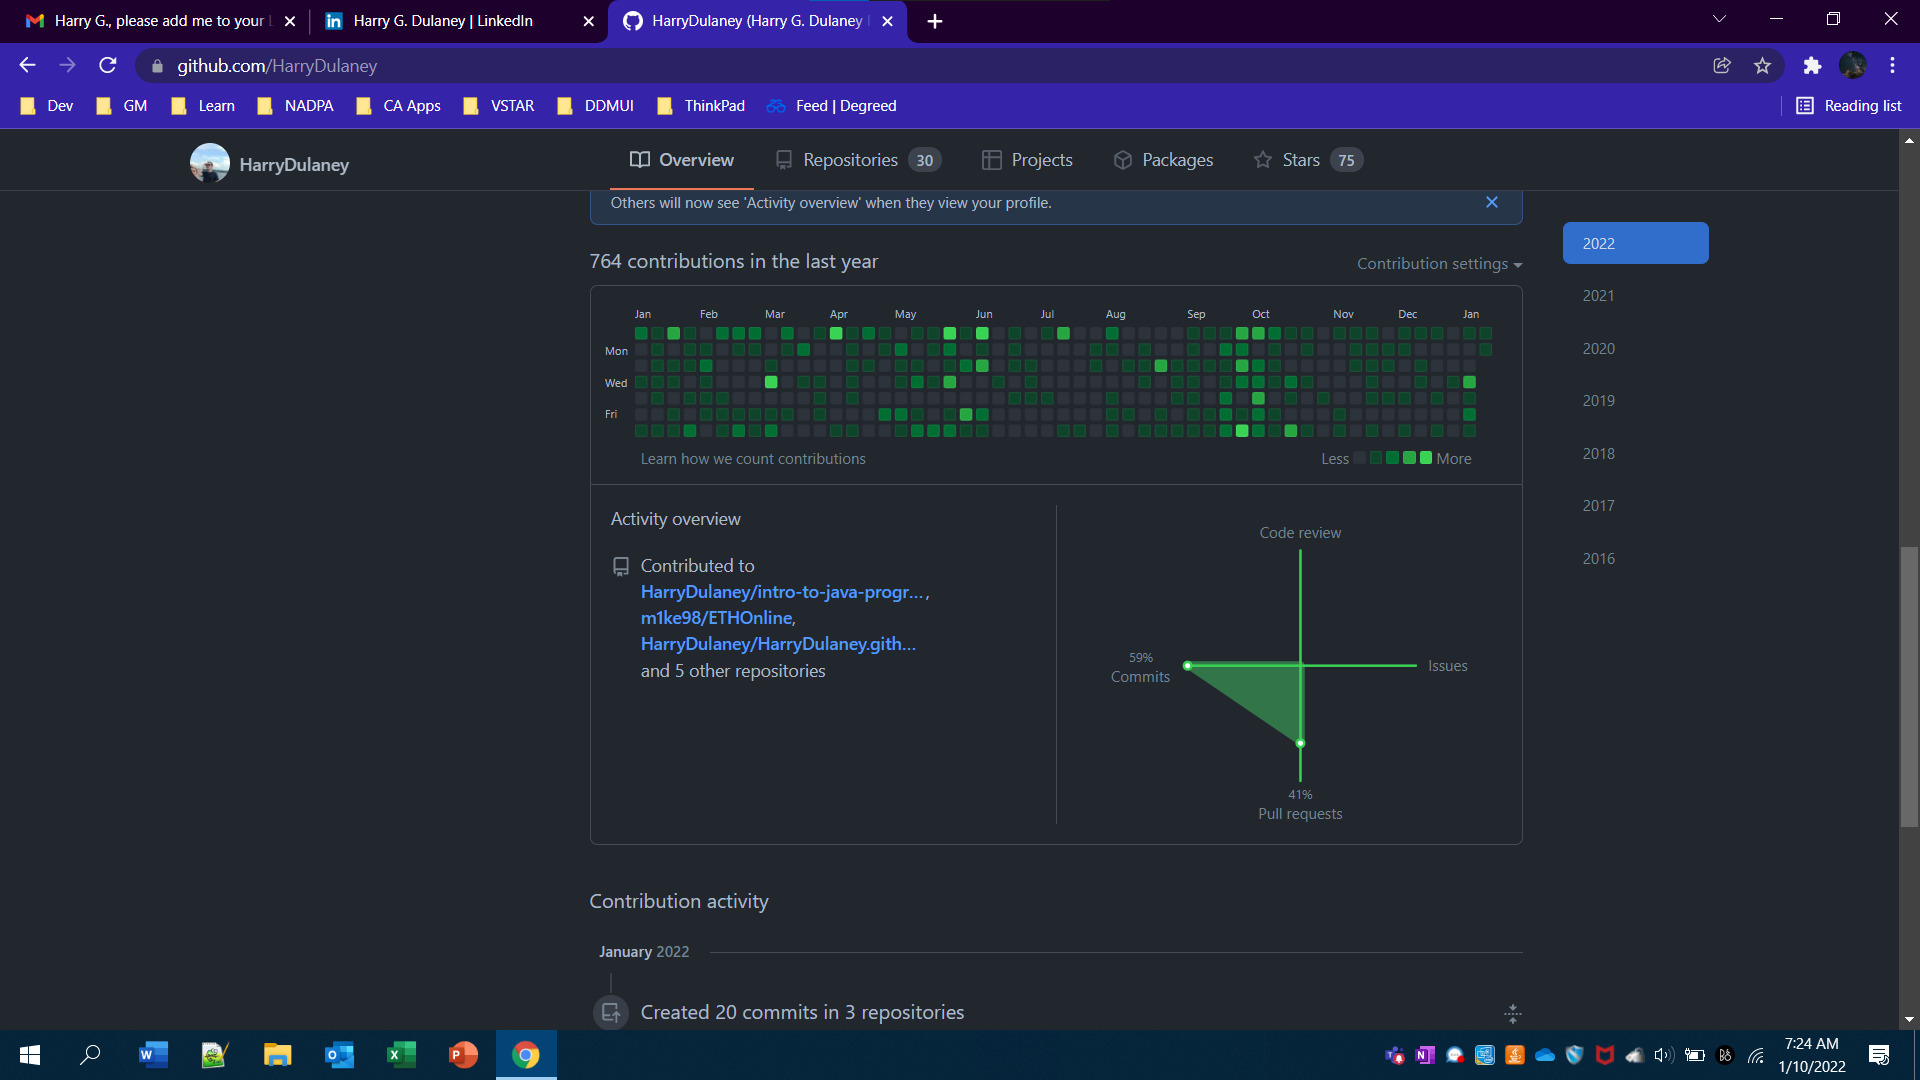 Harry G., please add me to your L
Harry G. Dulaney | LinkedIn
HarryDulaney (Harry G. Dulaney
github.com/HarryDulaney
Dev
GM
Learn
NADPA
CA Apps
VSTAR
DDMUI
ThinkPad
Feed | Degreed
Reading list
HarryDulaney
Overview
Repositories 30
Projects
Packages
Stars 75
Others will now see 'Activity overview' when they view your profile.
764 contributions in the last year
Contribution settings
2022
2021
2020
2019
2018
2017
2016
Jan Feb Mar Apr May Jun Jul Aug Sep Oct Nov Dec Jan
Mon
Wed
Fri
Learn how we count contributions
Less
More
Activity overview
Contributed to
HarryDulaney/intro-to-java-progr…,
m1ke98/ETHOnline,
HarryDulaney/HarryDulaney.gith…
and 5 other repositories
Code review
59%
Commits
Issues
41%
Pull requests
Contribution activity
January 2022
Created 20 commits in 3 repositories
7:24 AM
1/10/2022